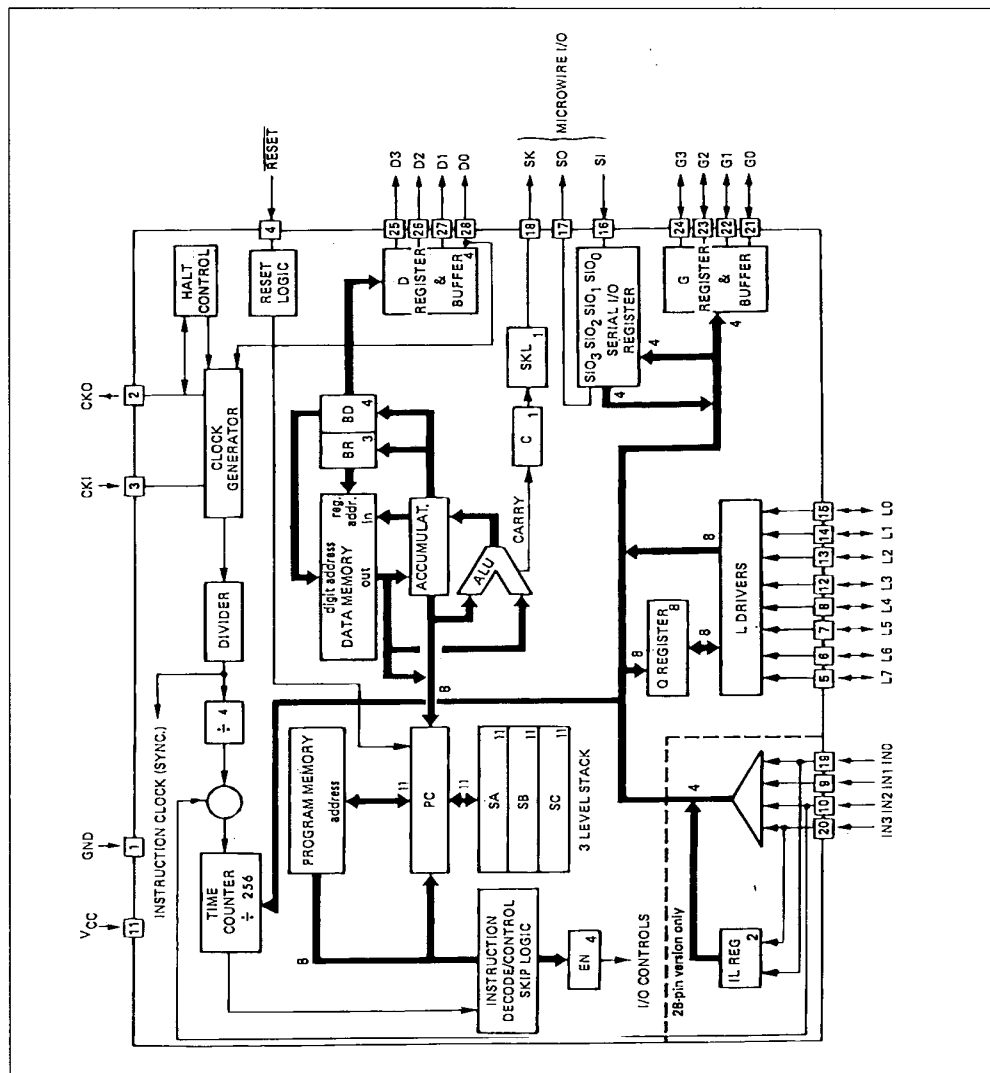 MICROWIRE I/O
RESET
D3
D2
D1
D0
SK
SO
SI
G3
G2
G1
G0
4
25
26
27
28
18
17
16
24
23
22
21
HALT
CONTROL
RESET
LOGIC
D
REGISTER
&
BUFFER
4
SKL
1
SIO3 SIO2 SIO1 SIO0
SERIAL I/O
REGISTER
G
REGISTER
&
BUFFER
4
4
4
CKO
2
CKI
3
CLOCK
GENERATOR
BR
3
BD
4
C
1
CARRY
reg.
addr.
in
digit address
DATA MEMORY
out
ACCUMULAT.
ALU
DIVIDER
INSTRUCTION CLOCK (SYNC.)
÷ 4
8
8
Q REGISTER
8
8
8
L DRIVERS
15
14
13
12
8
7
6
5
L0
L1
L2
L3
L4
L5
L6
L7
GND
1
VCC
11
TIME
COUNTER
÷ 256
PROGRAM MEMORY
address
11
PC
11
SA
11
SB
11
SC
11
3 LEVEL STACK
8
INSTRUCTION
DECODE/CONTROL
SKIP LOGIC
EN
4
I/O CONTROLS
28-pin version only
4
IL REG
2
19
9
10
20
IN3 IN2 IN1 IN0